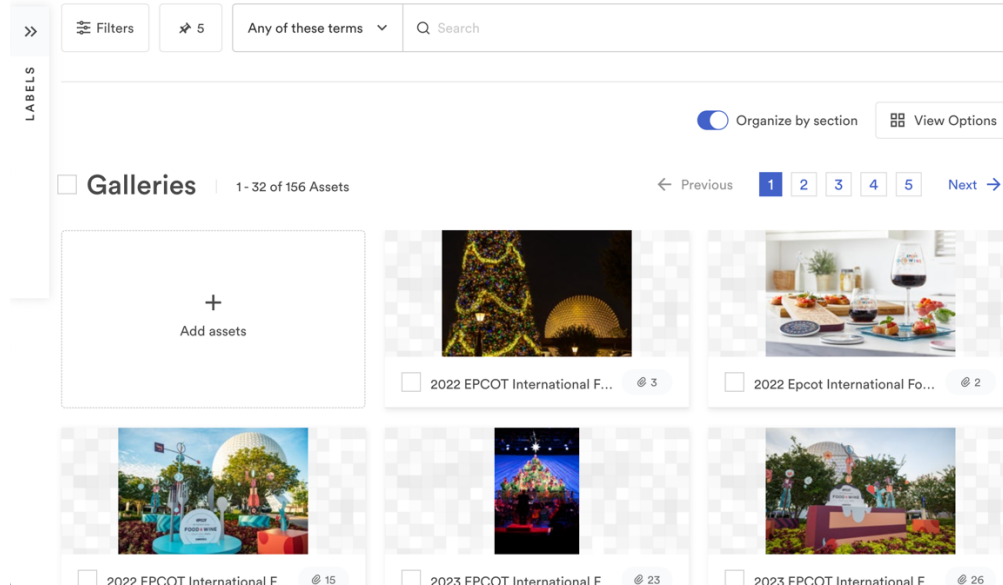 Filters
5
Any of these terms
Search
LABELS
Organize by section
View Options
Galleries
1 - 32 of 156 Assets
Previous
1
2
3
4
5
Next
Add assets
2022 EPCOT International F...
3
2022 Epcot International Fo...
2
FOOD & WINE
2022 EPCOT International F
15
2023 EPCOT International F
23
2023 EPCOT International F
26